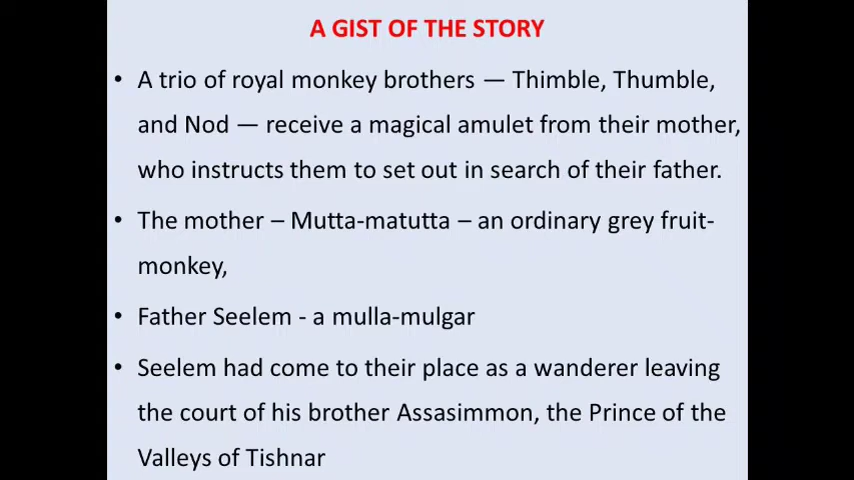 A GIST OF THE STORY
• A trio of royal monkey brothers — Thimble, Thumble,
and Nod — receive a magical amulet from their mother,
who instructs them to set out in search of their father.
• The mother – Mutta-matutta – an ordinary grey fruit-
monkey,
• Father Seelem - a mulla-mulgar
• Seelem had come to their place as a wanderer leaving
the court of his brother Assasimmon, the Prince of the
Valleys of Tishnar